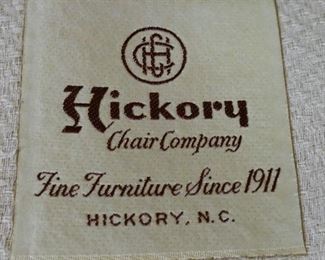 Hickory
Chair Company
Fine Furniture Since 1911
HICKORY, N.C.